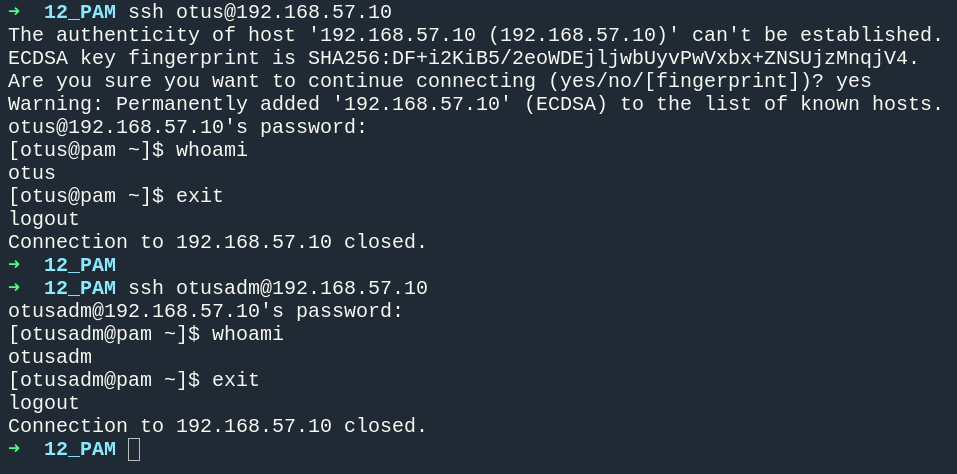 ➜  12_PAM ssh otus@192.168.57.10
The authenticity of host '192.168.57.10 (192.168.57.10)' can't be established.
ECDSA key fingerprint is SHA256:DF+i2KiB5/2eoWDEjljwbUyvPwVxbx+ZNSUjzMnqjV4.
Are you sure you want to continue connecting (yes/no/[fingerprint])? yes
Warning: Permanently added '192.168.57.10' (ECDSA) to the list of known hosts.
otus@192.168.57.10's password:
[otus@pam ~]$ whoami
otus
[otus@pam ~]$ exit
logout
Connection to 192.168.57.10 closed.
➜  12_PAM
➜  12_PAM ssh otusadm@192.168.57.10
otusadm@192.168.57.10's password:
[otusadm@pam ~]$ whoami
otusadm
[otusadm@pam ~]$ exit
logout
Connection to 192.168.57.10 closed.
➜  12_PAM